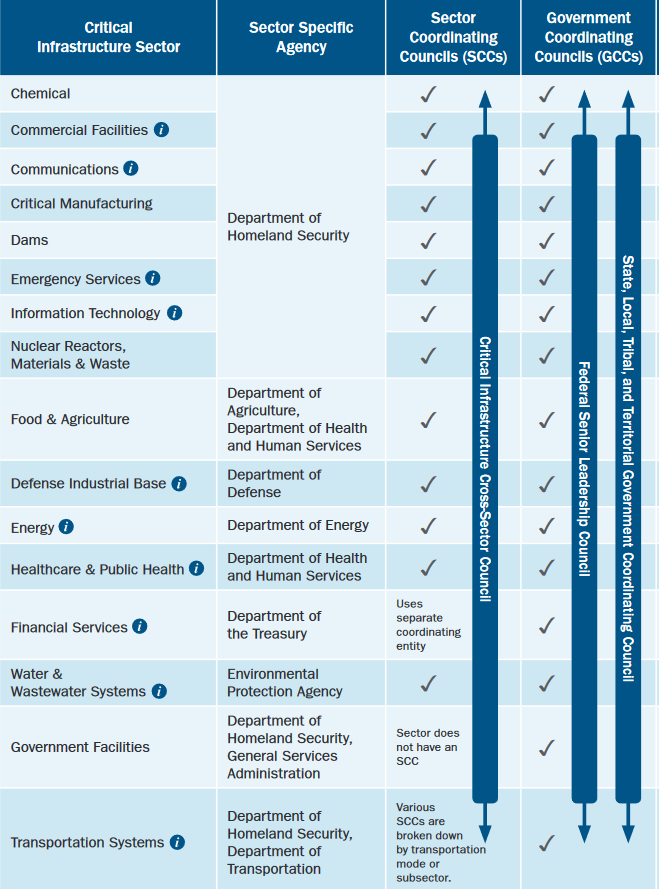 Critical
Infrastructure Sector
Sector Specific
Agency
Sector
Coordinating
Councils (SCCs)
Government
Coordinating
Councils (GCCs)
Chemical
✓
✓
Commercial Facilities i
✓
✓
Communications i
✓
✓
Critical Manufacturing
✓
✓
Dams
✓
✓
Emergency Services i
✓
✓
Information Technology i
✓
✓
Nuclear Reactors,
Materials & Waste
✓
✓
Department of
Homeland Security
Food & Agriculture
Department of
Agriculture,
Department of Health
and Human Services
✓
✓
Defense Industrial Base i
Department of
Defense
✓
✓
Energy i
Department of Energy
✓
✓
Healthcare & Public Health i
Department of Health
and Human Services
✓
✓
Financial Services i
Department of
the Treasury
Uses
separate
coordinating
entity
✓
Water &
Wastewater Systems i
Environmental
Protection Agency
✓
✓
Government Facilities
Department of
Homeland Security,
General Services
Administration
Sector does
not have an
SCC
✓
Transportation Systems i
Department of
Homeland Security,
Department of
Transportation
Various
SCCs are
broken down
by transportation
mode or
subsector.
✓
Critical Infrastructure Cross-Sector Council
Federal Senior Leadership Council
State, Local, Tribal, and Territorial Government Coordinating Council